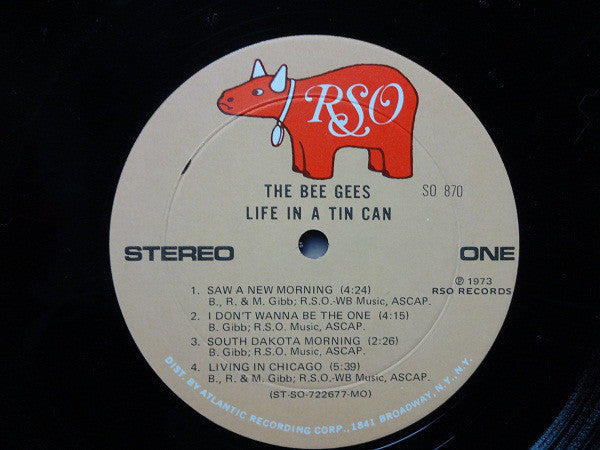 RSO
THE BEE GEES SO 870
LIFE IN A TIN CAN
STEREO ONE
℗ 1973
RSO RECORDS
1. SAW A NEW MORNING (4:24)
B., R. & M. Gibb; R.S.O.-WB Music, ASCAP.
2. I DON'T WANNA BE THE ONE (4:15)
B. Gibb; R.S.O. Music, ASCAP.
3. SOUTH DAKOTA MORNING (2:26)
B. Gibb; R.S.O. Music, ASCAP.
4. LIVING IN CHICAGO (5:39)
B., R. & M. Gibb; R.S.O.-WB Music, ASCAP.
(ST-SO-722677-MO)
DIST. BY ATLANTIC RECORDING CORP., 1841 BROADWAY, N.Y., N.Y.